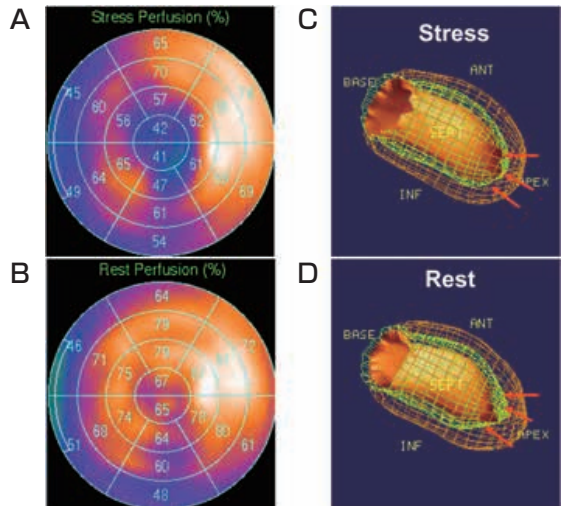 A
Stress Perfusion (%)
65
70
45
60
57
56
62
42
41
65
61
64
47
49
69
61
54
B
Rest Perfusion (%)
64
79
46
71
79
72
75
67
65
74
78
68
64
80
51
61
60
48
C
Stress
ANT
BASE
SEPT
INF
APEX
D
Rest
ANT
BASE
SEPT
INF
APEX